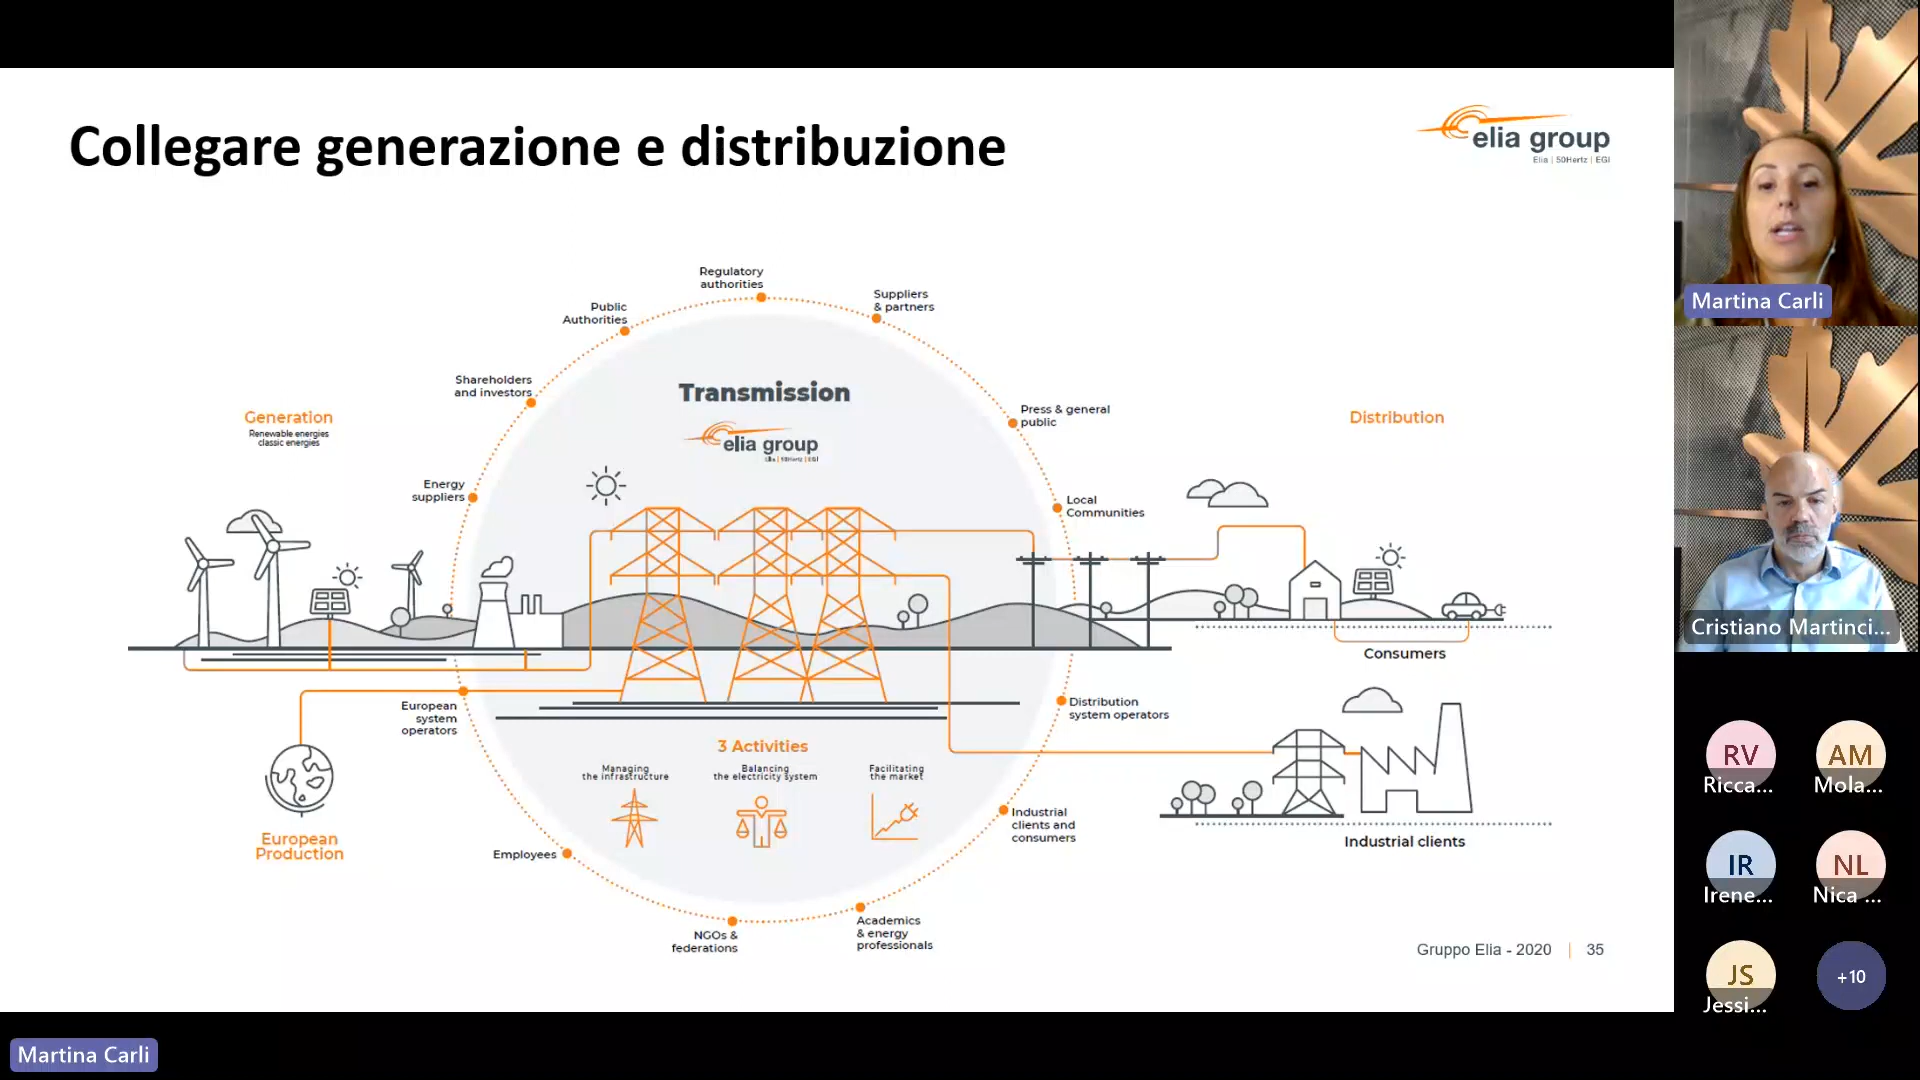 Collegare generazione e distribuzione
elia group
Elia | 50Hertz | EGI
Regulatory
authorities
Suppliers
& partners
Public
Authorities
Shareholders
and investors
Transmission
elia group
Elia | 50Hertz | EGI
Press & general
public
Generation
Renewable energies
classic energies
Distribution
Energy
suppliers
Local
Communities
Consumers
European
system
operators
Distribution
system operators
3 Activities
Managing
the infrastructure
Balancing
the electricity system
Facilitating
the market
European
Production
Industrial
clients and
consumers
Industrial clients
Employees
NGOs &
federations
Academics
& energy
professionals
Gruppo Elia - 2020 | 35
Martina Carli
Cristiano Martinci...
RV
Ricca...
AM
Mola...
IR
Irene...
NL
Nica ...
JS
Jessi...
+10
Martina Carli